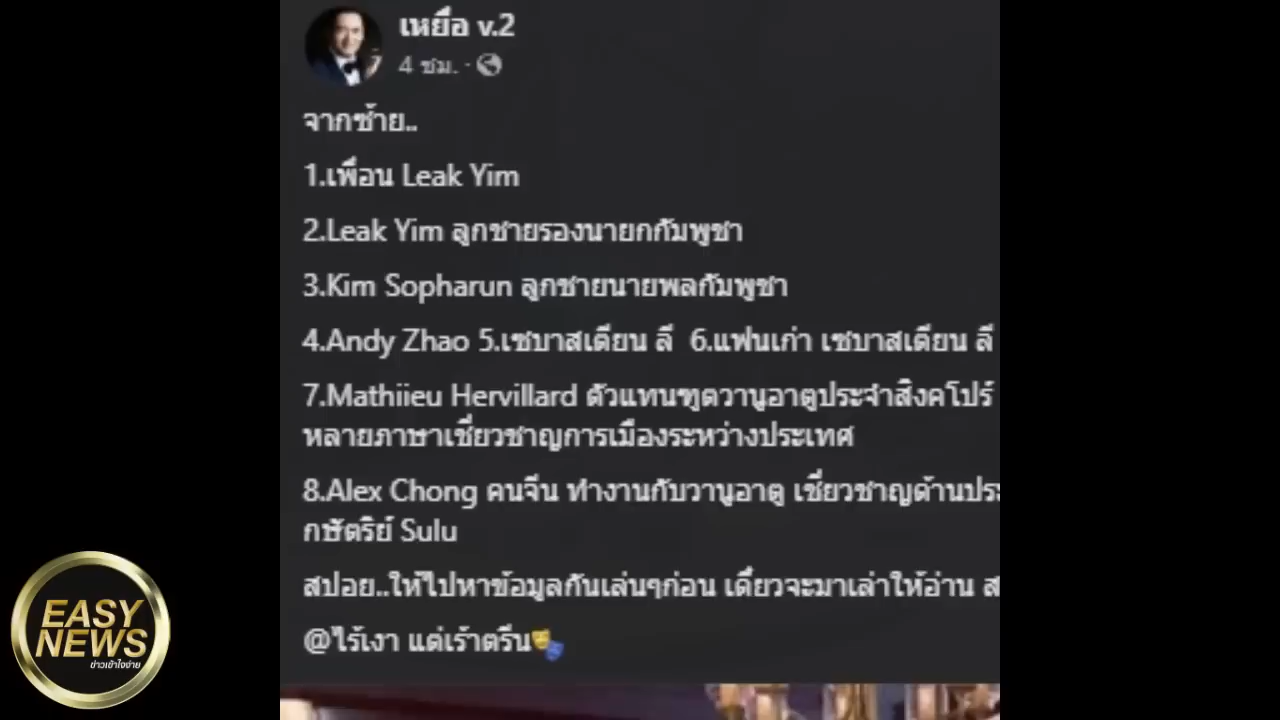 เหยื่อ v.2
4 ชม. ·
จากซ้าย..
1.เพื่อน Leak Yim
2.Leak Yim ลูกชายรองนายกกัมพูชา
3.Kim Sopharun ลูกชายนายพลกัมพูชา
4.Andy Zhao 5.เซบาสเตียน ลี 6.แฟนเก่า เซบาสเตียน ลี
7.Mathiieu Hervillard ตัวแทนฑูตวานูอาตูประจำสิงคโปร์
หลายภาษาเชี่ยวชาญการเมืองระหว่างประเทศ
8.Alex Chong คนจีน ทำงานกับวานูอาตู เชี่ยวชาญด้านประ
กษัตริย์ Sulu
สปอย..ให้ไปหาข้อมูลกันเล่นๆก่อน เดี๋ยวจะมาเล่าให้อ่าน ส
@ไร้เงา แต่เร้าตรีน
EASY
NEWS
ข่าวเข้าใจง่าย